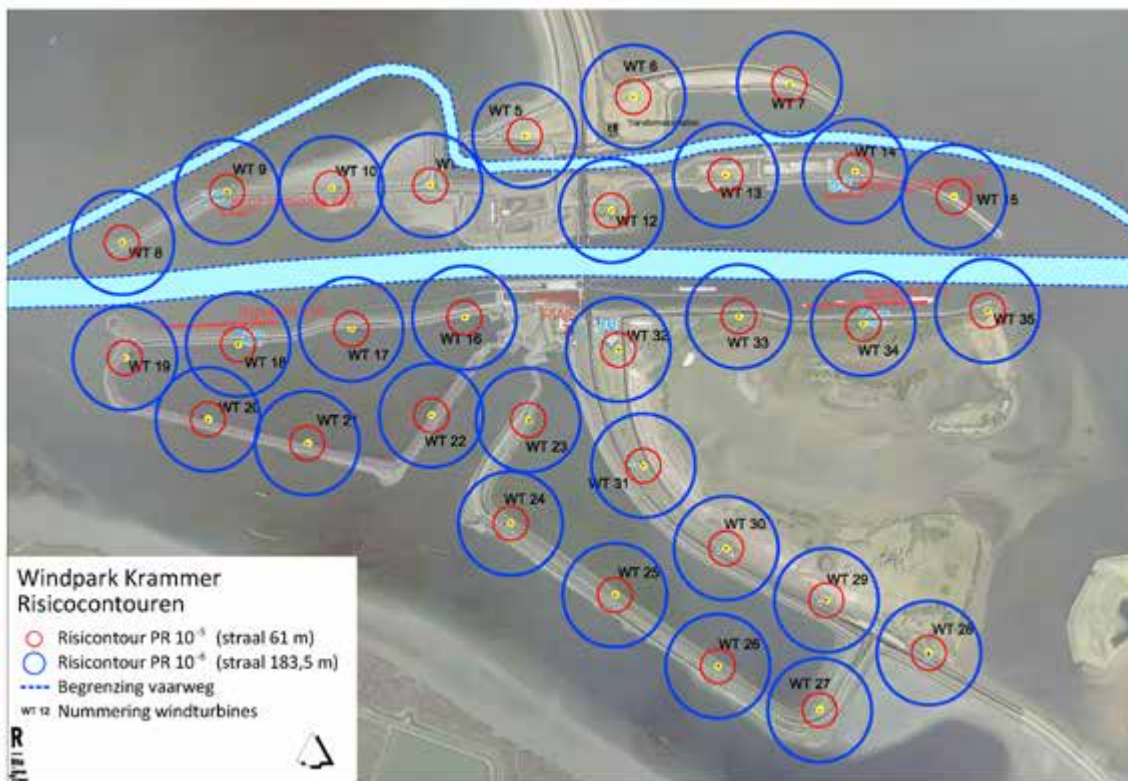 WT 6
WT 7
WT 5
WT 9
WT 10
WT 14
WT 13
WT 12
WT 15
WT 8
WT 16
WT 35
WT 32
WT 33
WT 34
WT 17
WT 18
WT 19
WT 20
WT 21
WT 22
WT 23
WT 31
WT 24
WT 30
WT 25
WT 29
WT 26
WT 28
WT 27
Windpark Krammer
Risicocontouren
Risicontour PR 10⁻⁵ (straal 61 m)
Risicontour PR 10⁻⁶ (straal 183,5 m)
Begrenzing vaarweg
WT 12 Nummering windturbines
R